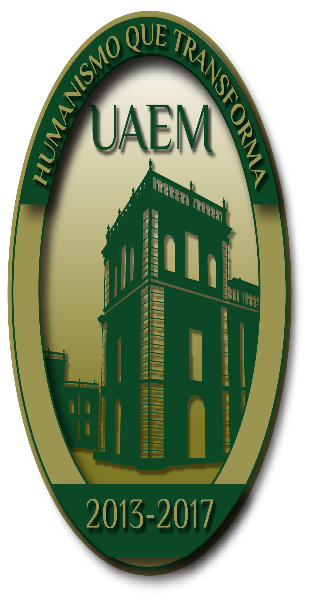 HUMANISMO QUE TRANSFORMA
UAEM
2013-2017